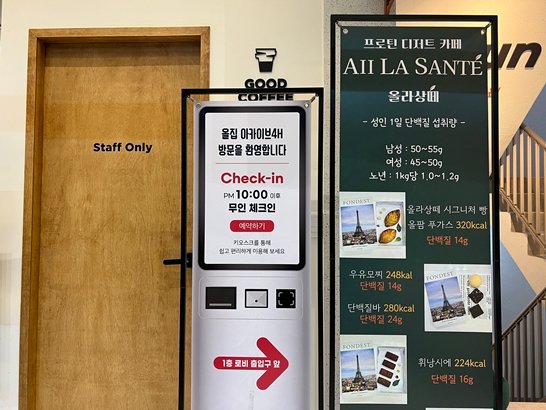 Staff Only
GOOD
COFFEE
올집 아카이브4H
방문을 환영합니다
Check-in
PM 10:00 이후
무인 체크인
예약하기
키오스크를 통해
쉽고 편리하게 이용해 보세요
1층 로비 출입구 앞
프로틴 디저트 카페
All LA SANTÉ
올라상떼
- 성인 1일 단백질 섭취량 -
남성 : 50~55g
여성 : 45~50g
노년 : 1kg당 1.0~1.2g
FONDEST
올라상떼 시그니처 빵
올팜 푸가스 320kcal
단백질 14g
우유모찌 248kal
단백질 14g
FONDEST
단백질바 280kcal
단백질 24g
FONDEST
휘낭시에 224kcal
단백질 16g
un